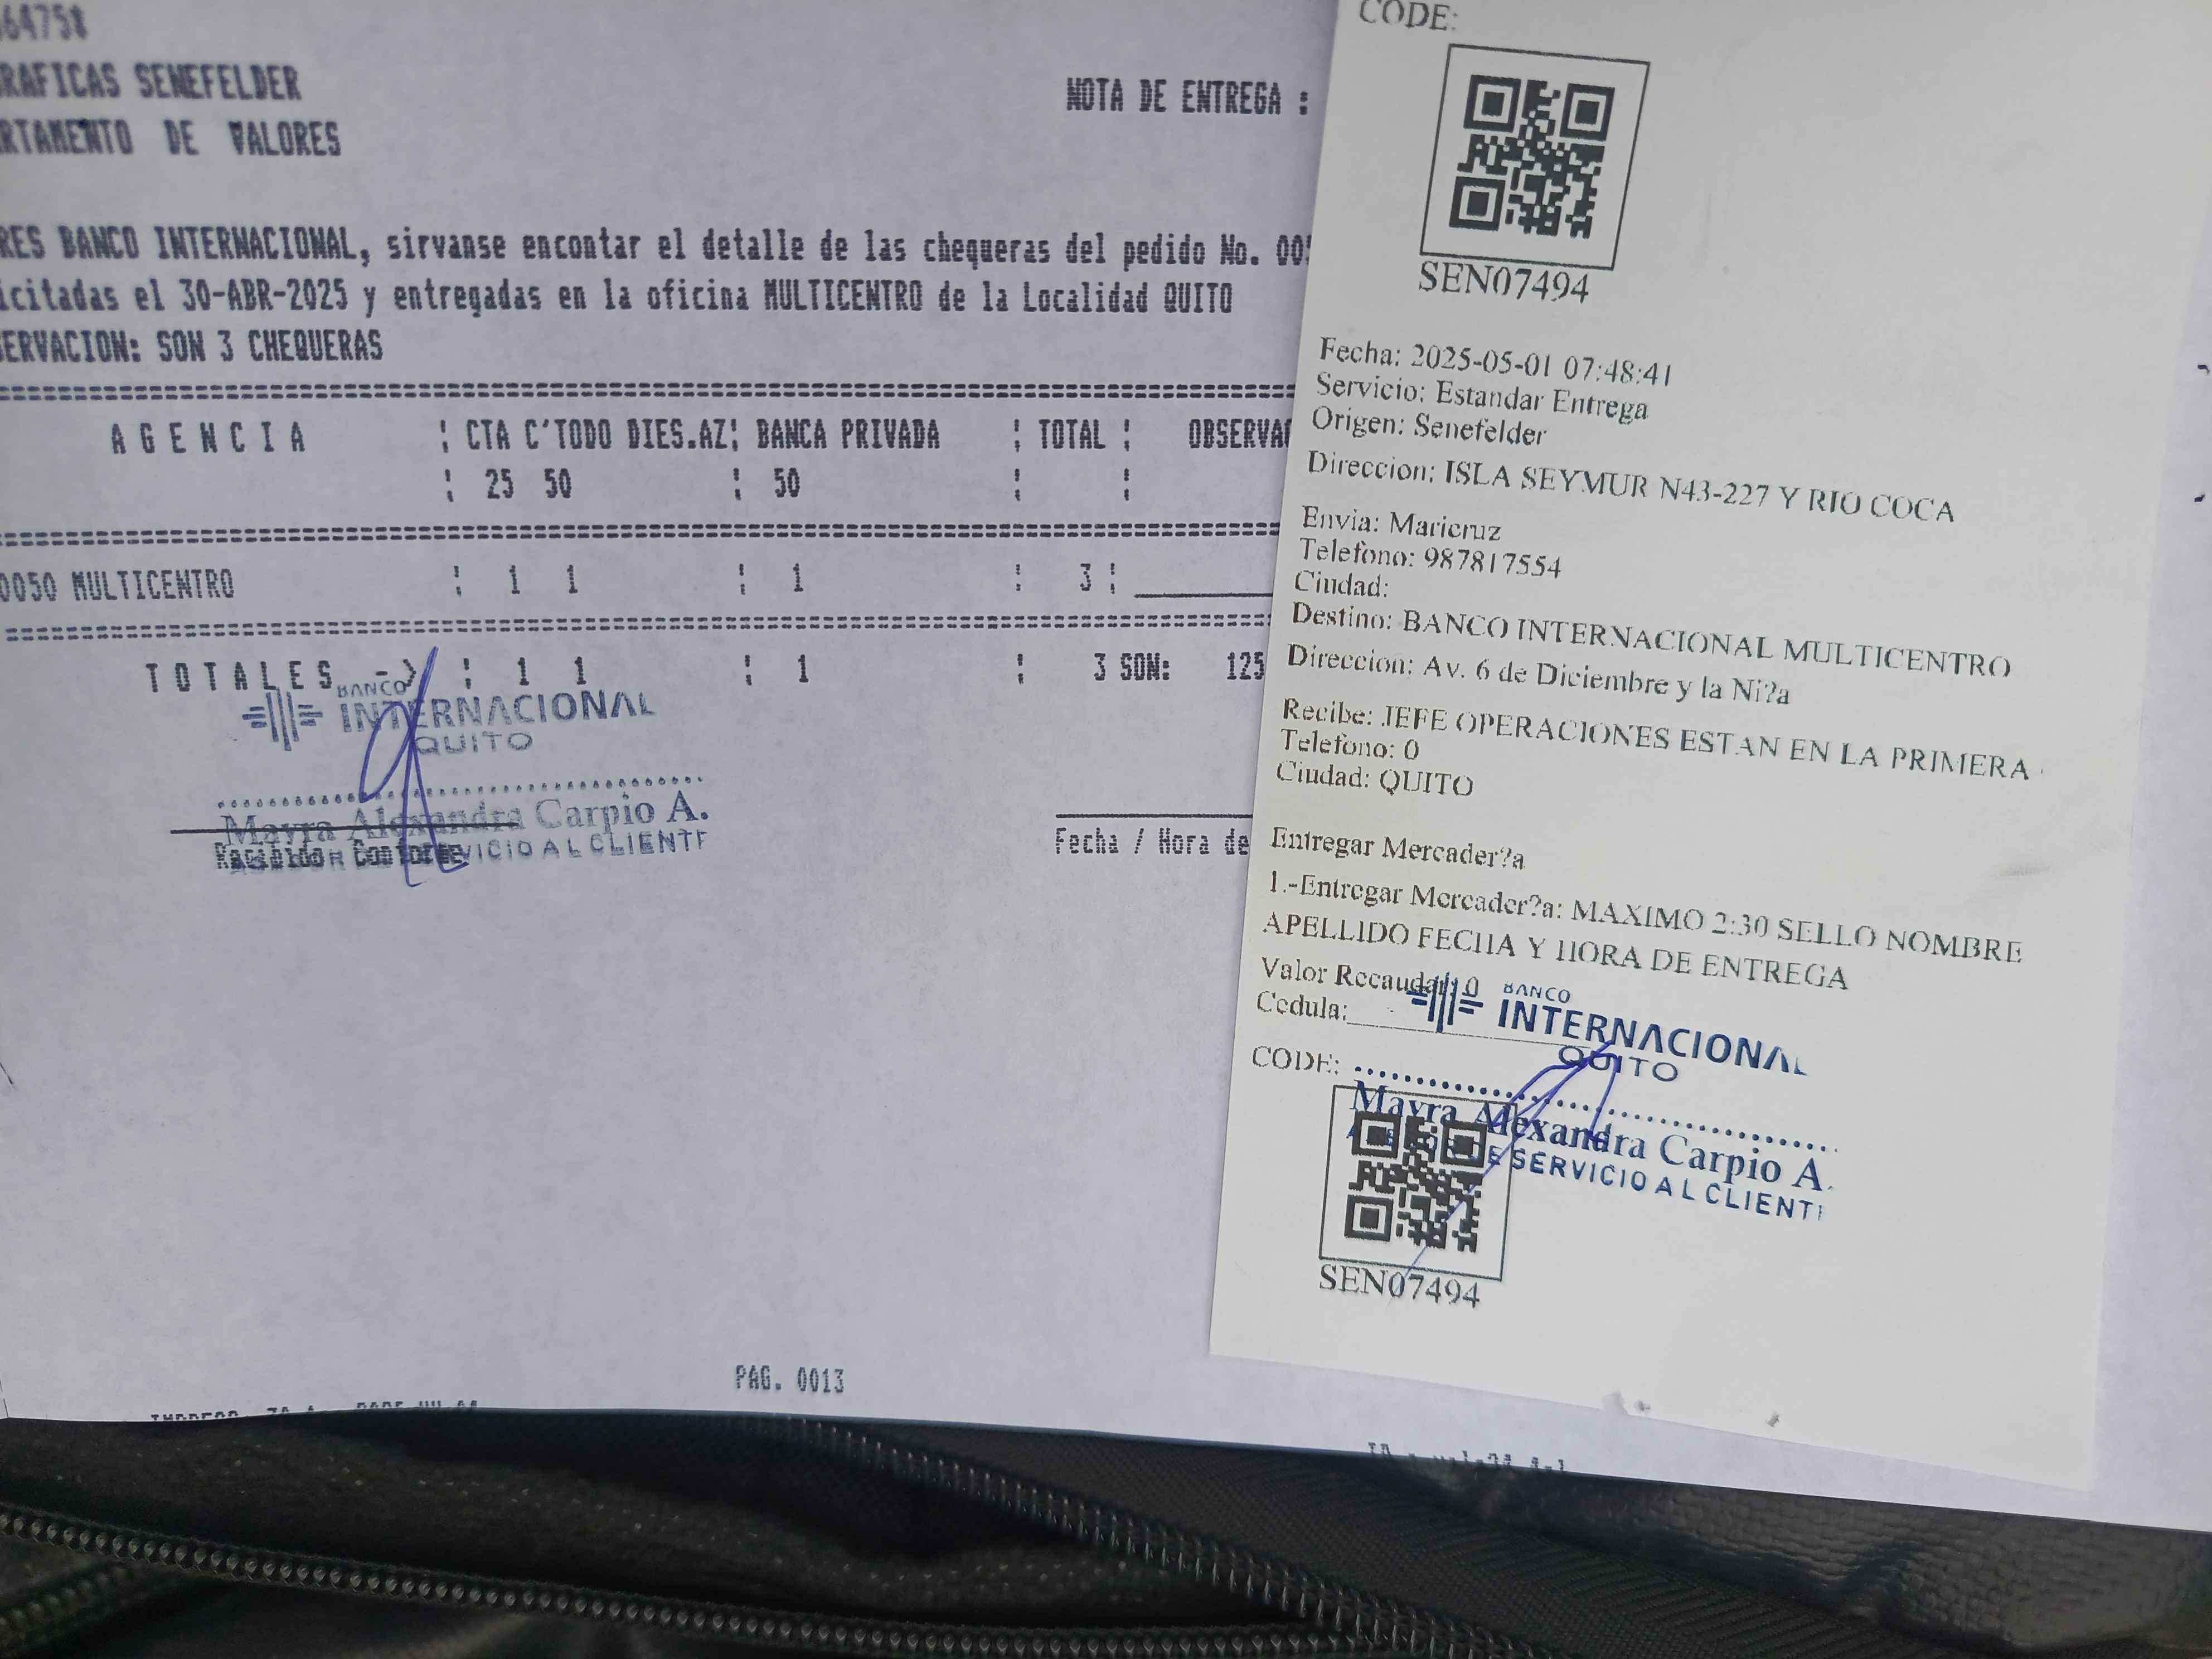 64758
RAFICAS SENEFELDER
RTAMENTO DE VALORES
NOTA DE ENTREGA :
RES BANCO INTERNACIONAL, sirvanse encontar el detalle de las chequeras del pedido No. 00
icitadas el 30-ABR-2025 y entregadas en la oficina MULTICENTRO de la Localidad QUITO
ERVACION: SON 3 CHEQUERAS
A G E N C I A ¦ CTA C'TODO DIES.AZ¦ BANCA PRIVADA ¦ TOTAL ¦ OBSERVA
¦ 25 50 ¦ 50 ¦ ¦
0050 MULTICENTRO ¦ 1 1 ¦ 1 ¦ 3 ¦
T O T A L E S -> ¦ 1 1 ¦ 1 ¦ 3 SON: 125
BANCO
INTERNACIONAL
QUITO
Mayra Alexandra Carpio A.
SERVICIO AL CLIENTE
Recibido Conforme
Fecha / Hora de
PAG. 0013
CODE:
SEN07494
Fecha: 2025-05-01 07:48:41
Servicio: Estandar Entrega
Origen: Senefelder
Direccion: ISLA SEYMUR N43-227 Y RIO COCA
Envia: Maricruz
Telefono: 987817554
Ciudad:
Destino: BANCO INTERNACIONAL MULTICENTRO
Direccion: Av. 6 de Diciembre y la Ni?a
Recibe: JEFE OPERACIONES ESTAN EN LA PRIMERA
Telefono: 0
Ciudad: QUITO
Entregar Mercader?a
1.-Entregar Mercader?a: MAXIMO 2:30 SELLO NOMBRE
APELLIDO FECHA Y HORA DE ENTREGA
Valor Recaudar: 0
Cedula:
BANCO
INTERNACIONAL
QUITO
CODE:
Mayra Alexandra Carpio A.
DE SERVICIO AL CLIENTE
SEN07494